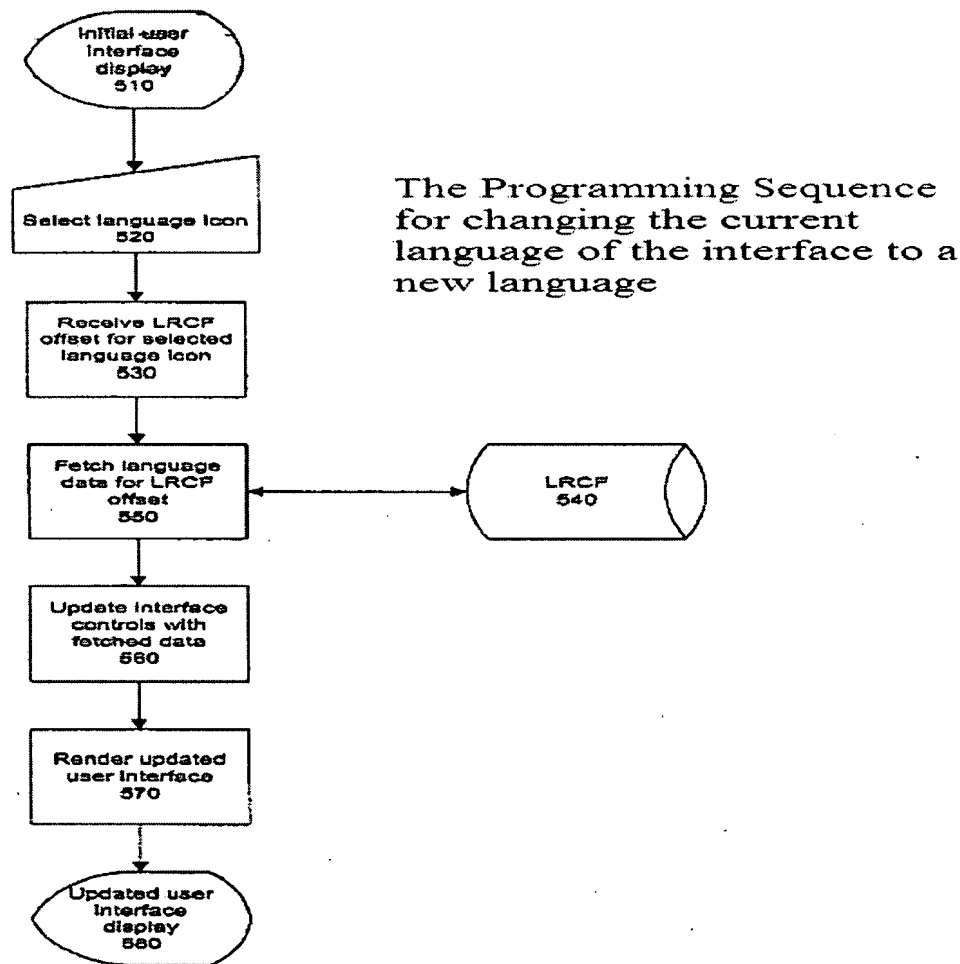 Initial user
interface
display
510
Select language icon
520
The Programming Sequence
for changing the current
language of the interface to a
new language
Receive LRCF
offset for selected
language icon
530
Fetch language
data for LRCF
offset
550
LRCF
540
Update interface
controls with
fetched data
560
Render updated
user interface
570
Updated user
interface
display
580